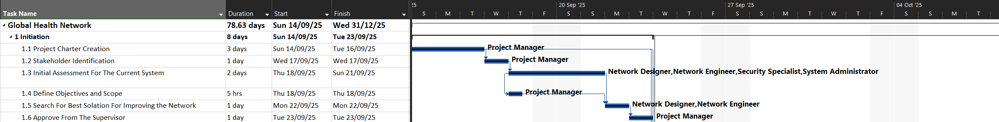 25 20 Sep '25 27 Sep '25 04 Oct '25
Task Name Duration Start Finish S M T W T F S S M T W T F S S M T W T F S S M T
Global Health Network 78.63 days Sun 14/09/25 Wed 31/12/25
1 Initiation 8 days Sun 14/09/25 Tue 23/09/25
1.1 Project Charter Creation 3 days Sun 14/09/25 Tue 16/09/25 Project Manager
1.2 Stakeholder Identification 1 day Wed 17/09/25 Wed 17/09/25 Project Manager
1.3 Initial Assessment For The Current System 2 days Thu 18/09/25 Sun 21/09/25 Network Designer,Network Engineer,Security Specialist,System Administrator
1.4 Define Objectives and Scope 5 hrs Thu 18/09/25 Thu 18/09/25 Project Manager
1.5 Search For Best Solation For Improving the Network 1 day Mon 22/09/25 Mon 22/09/25 Network Designer,Network Engineer
1.6 Approve From The Supervisor 1 day Tue 23/09/25 Tue 23/09/25 Project Manager